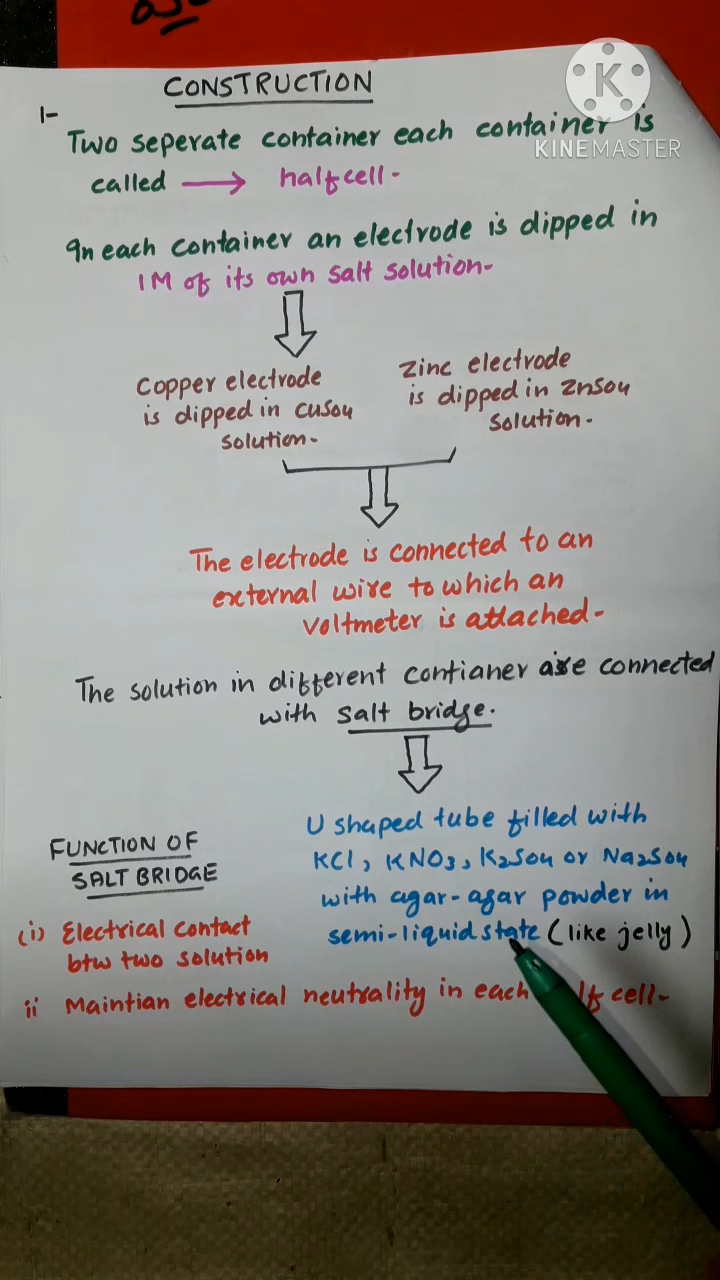 CONSTRUCTION
1-
Two seperate container each container is
called → half cell-
In each container an electrode is dipped in
1M of its own salt solution-
Copper electrode
is dipped in CuSO4
solution-
Zinc electrode
is dipped in ZnSO4
solution-
The electrode is connected to an
external wire to which an
voltmeter is attached-
The solution in different contianer are connected
with salt bridge.
U shaped tube filled with
KCl, KNO3, K2SO4 or Na2SO4
with agar-agar powder in
semi-liquid state (like jelly)
FUNCTION OF
SALT BRIDGE
(i) Electrical contact
btw two solution
ii Maintian electrical neutrality in each lf cell-
K
KINEMASTER